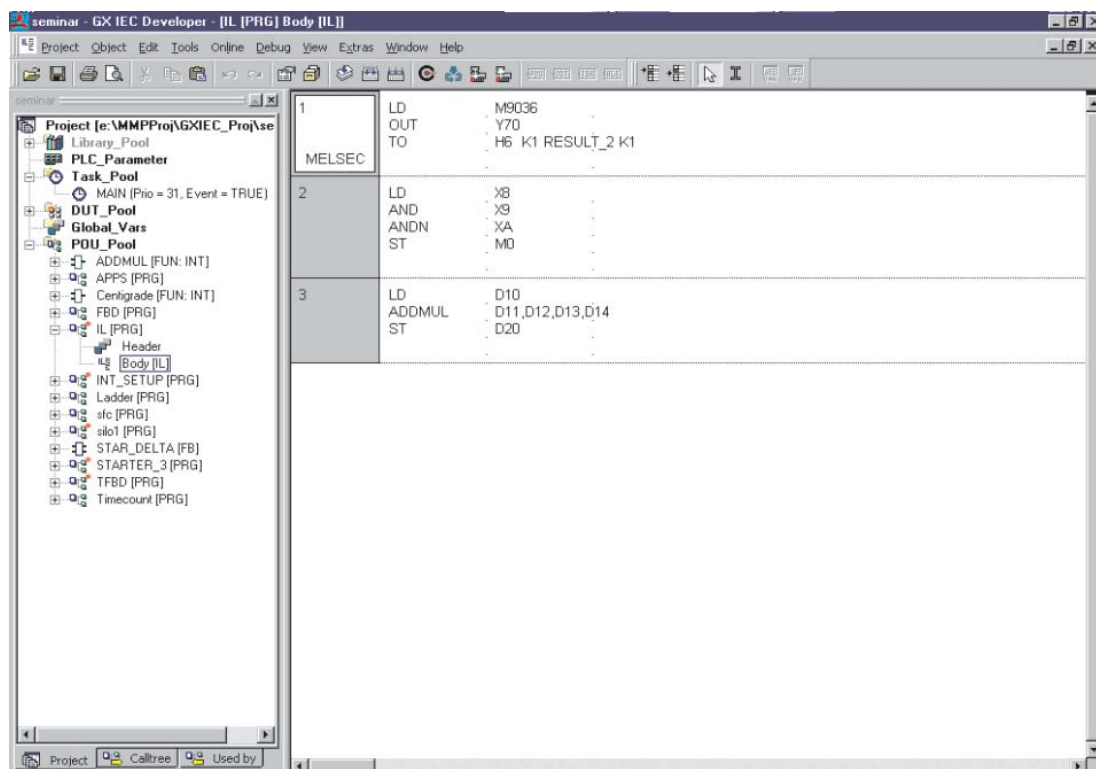 seminar - GX IEC Developer - [IL [PRG] Body [IL]]
Project Object Edit Tools Online Debug View Extras Window Help
seminar
Project [e:\MMPProj\GXIEC_Proj\se
Library_Pool
PLC_Parameter
Task_Pool
MAIN (Prio = 31, Event = TRUE)
DUT_Pool
Global_Vars
POU_Pool
ADDMUL [FUN: INT]
APPS [PRG]
Centigrade [FUN: INT]
FBD [PRG]
IL [PRG]
Header
Body [IL]
INT_SETUP [PRG]
Ladder [PRG]
sfc [PRG]
silo1 [PRG]
STAR_DELTA [FB]
STARTER_3 [PRG]
TFBD [PRG]
Timecount [PRG]
Project Calltree Used by
1
MELSEC
LD M9036
OUT Y70
TO H6 K1 RESULT_2 K1
2
LD X8
AND X9
ANDN XA
ST M0
3
LD D10
ADDMUL D11,D12,D13,D14
ST D20